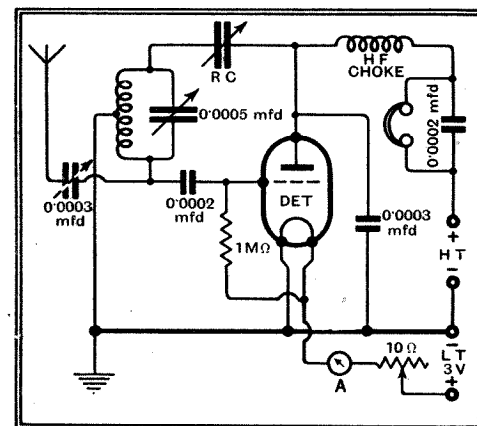 R C
H F
CHOKE
0·0005 mfd
0·0002 mfd
0·0003
mfd
0·0002
mfd
DET
1MΩ
0·0003
mfd
+
H T
−
−
L T
3V
+
10 Ω
A